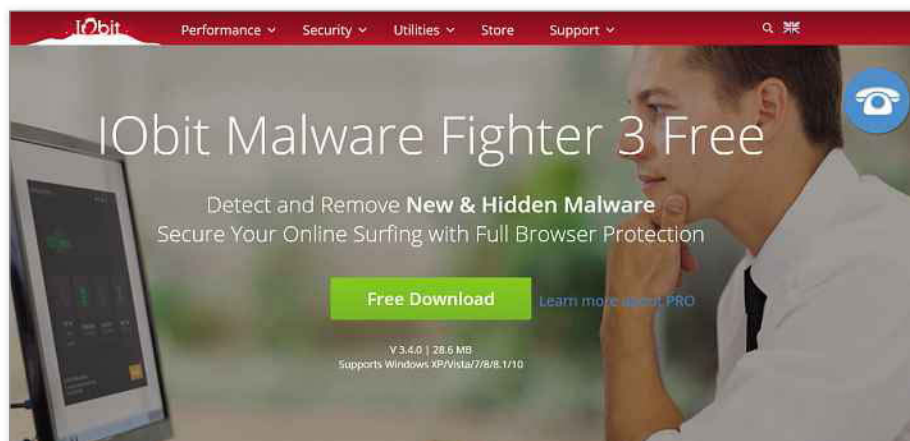 IObit
Performance Security Utilities Store Support
IObit Malware Fighter 3 Free
Detect and Remove New & Hidden Malware
Secure Your Online Surfing with Full Browser Protection
Free Download Learn more about PRO
V 3.4.0 | 28.6 MB
Supports Windows XP/Vista/7/8/8.1/10